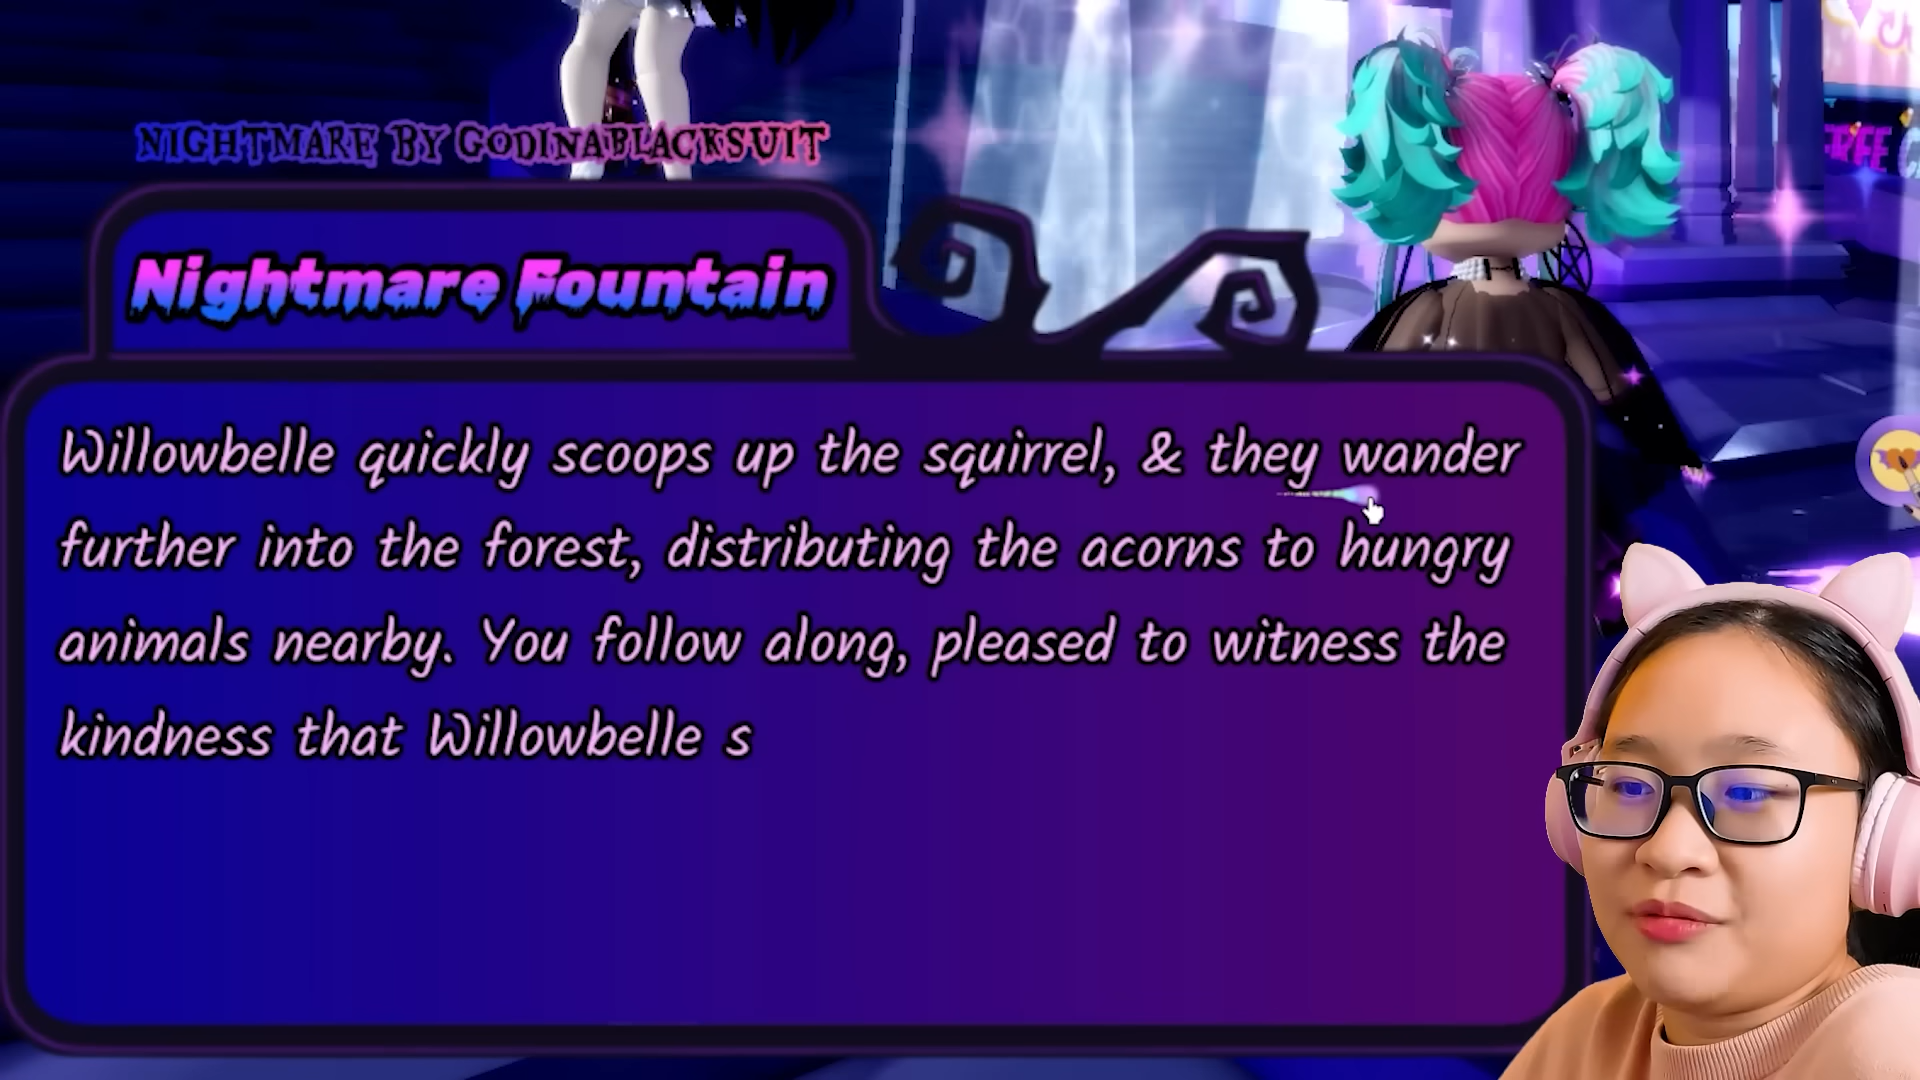 NIGHTMARE BY GODINABLACKSUIT
Nightmare Fountain
Willowbelle quickly scoops up the squirrel, & they wander
further into the forest, distributing the acorns to hungry
animals nearby. You follow along, pleased to witness the
kindness that Willowbelle s
FREE